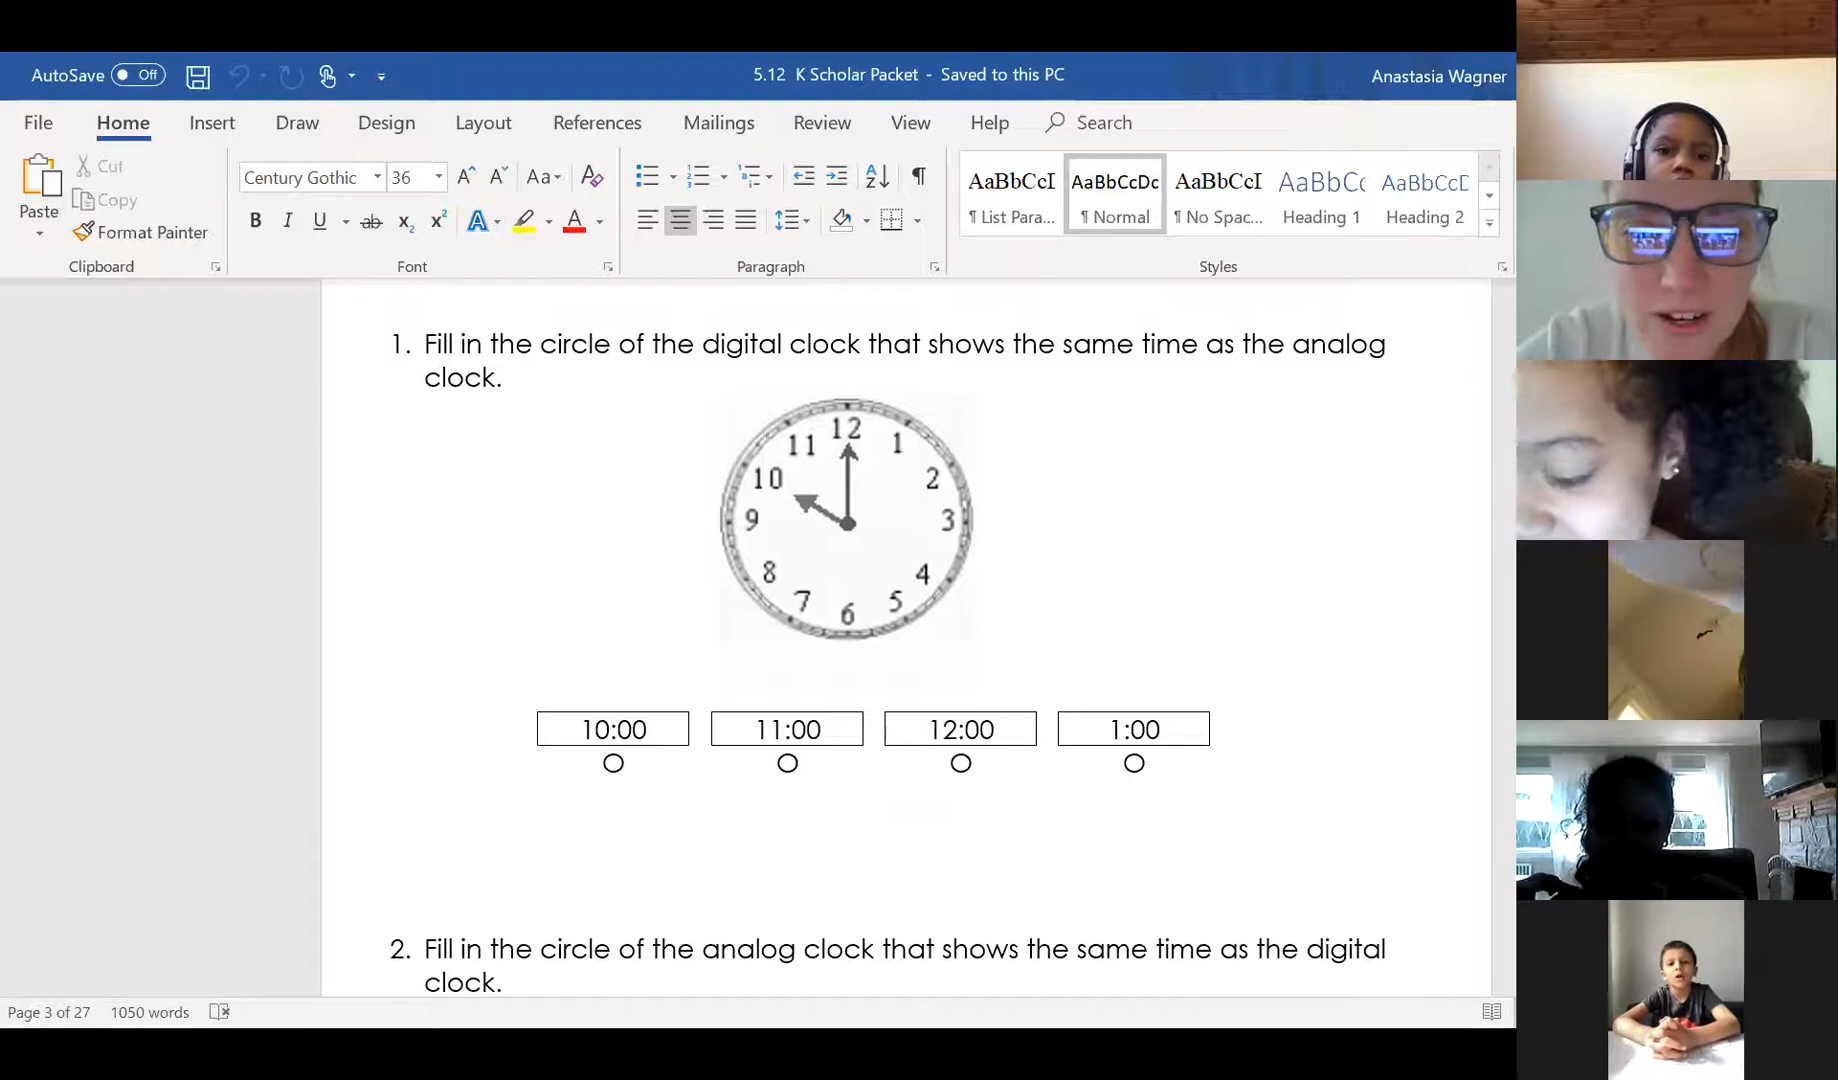 AutoSave Off 5.12 K Scholar Packet - Saved to this PC Anastasia Wagner
File Home Insert Draw Design Layout References Mailings Review View Help Search
Paste
Cut
Copy
Format Painter
Clipboard
Century Gothic 36
Font
Paragraph
AaBbCcI AaBbCcDc AaBbCcI AaBbCc AaBbCcD
¶ List Para... ¶ Normal ¶ No Spac... Heading 1 Heading 2
Styles
1. Fill in the circle of the digital clock that shows the same time as the analog
clock.
12
11 1
10 2
9 3
8 4
7 5
6
10:00 11:00 12:00 1:00
2. Fill in the circle of the analog clock that shows the same time as the digital
clock.
Page 3 of 27 1050 words